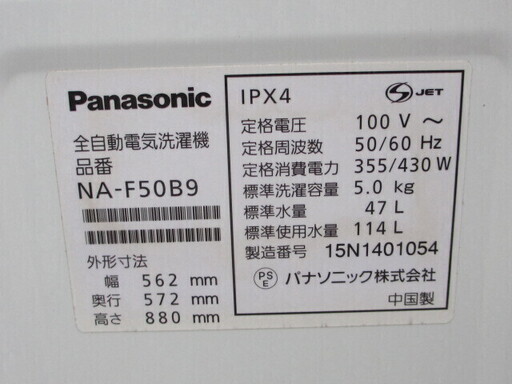 Panasonic
全自動電気洗濯機
品番
NA-F50B9
外形寸法
幅 562 mm
奥行 572 mm
高さ 880 mm
IPX4
S JET
定格電圧 100 V ～
定格周波数 50/60 Hz
定格消費電力 355/430 W
標準洗濯容量 5.0 kg
標準水量 47 L
標準使用水量 114 L
製造番号 15N1401054
PS E パナソニック株式会社
中国製